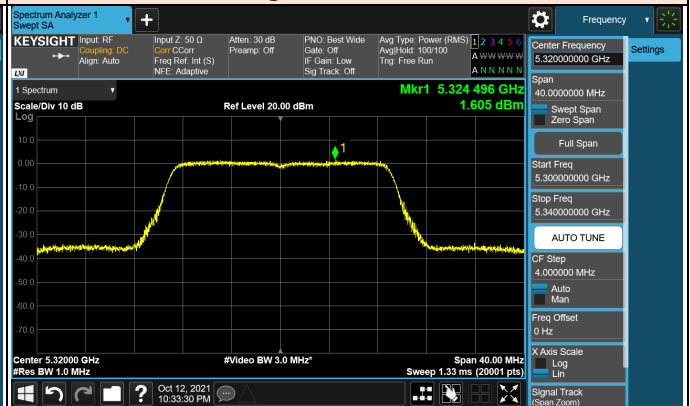 Spectrum Analyzer 1
Swept SA
+
Frequency
KEYSIGHT
Input: RF
Coupling: DC
Align: Auto
Input Z: 50 Ω
Corr CCorr
Freq Ref: Int (S)
NFE: Adaptive
Atten: 30 dB
Preamp: Off
PNO: Best Wide
Gate: Off
IF Gain: Low
Sig Track: Off
Avg Type: Power (RMS)
Avg|Hold: 100/100
Trig: Free Run
1 2 3 4 5 6
A W W W W W
A N N N N N
LXI
Center Frequency
5.320000000 GHz
Settings
Span
40.0000000 MHz
Swept Span
Zero Span
Full Span
Start Freq
5.300000000 GHz
Stop Freq
5.340000000 GHz
AUTO TUNE
CF Step
4.000000 MHz
Auto
Man
Freq Offset
0 Hz
X Axis Scale
Log
Lin
Signal Track
(Span Zoom)
1 Spectrum
Scale/Div 10 dB
Log
Ref Level 20.00 dBm
Mkr1 5.324 496 GHz
1.605 dBm
10.0
0.00
-10.0
-20.0
-30.0
-40.0
-50.0
-60.0
-70.0
1
Center 5.32000 GHz
#Res BW 1.0 MHz
#Video BW 3.0 MHz*
Span 40.00 MHz
Sweep 1.33 ms (20001 pts)
?
Oct 12, 2021
10:33:30 PM